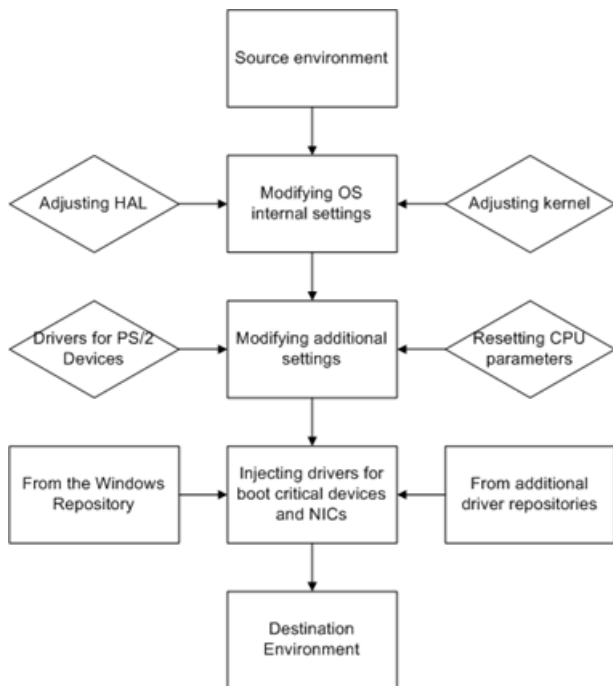 Source environment
Adjusting HAL
Modifying OS
internal settings
Adjusting kernel
Drivers for PS/2
Devices
Modifying additional
settings
Resetting CPU
parameters
From the Windows
Repository
Injecting drivers for
boot critical devices
and NICs
From additional
driver repositories
Destination
Environment